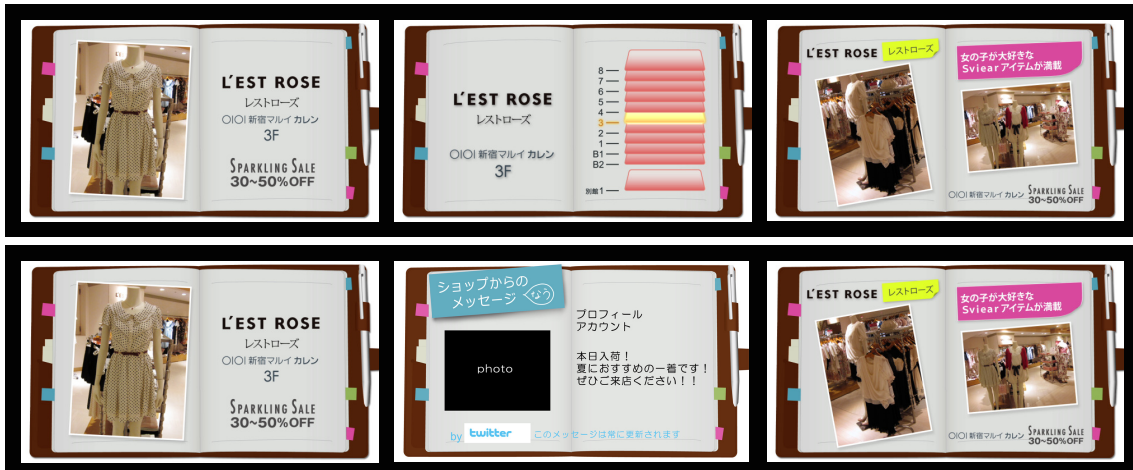 L'EST ROSE
レストローズ
OIOI 新宿マルイ カレン
3F
SPARKLING SALE
30~50%OFF
L'EST ROSE
レストローズ
OIOI 新宿マルイ カレン
3F
8
7
6
5
4
3
2
1
B1
B2
別館1
L'EST ROSE
レストローズ
女の子が大好きな
Sviearアイテムが満載
OIOI 新宿マルイ カレン
SPARKLING SALE
30~50%OFF
L'EST ROSE
レストローズ
OIOI 新宿マルイ カレン
3F
SPARKLING SALE
30~50%OFF
ショップからの
メッセージ なう
photo
プロフィール
アカウント
本日入荷!
夏におすすめの一着です!
ぜひご来店ください!!
by twitter このメッセージは常に更新されます
L'EST ROSE
レストローズ
女の子が大好きな
Sviearアイテムが満載
OIOI 新宿マルイ カレン
SPARKLING SALE
30~50%OFF